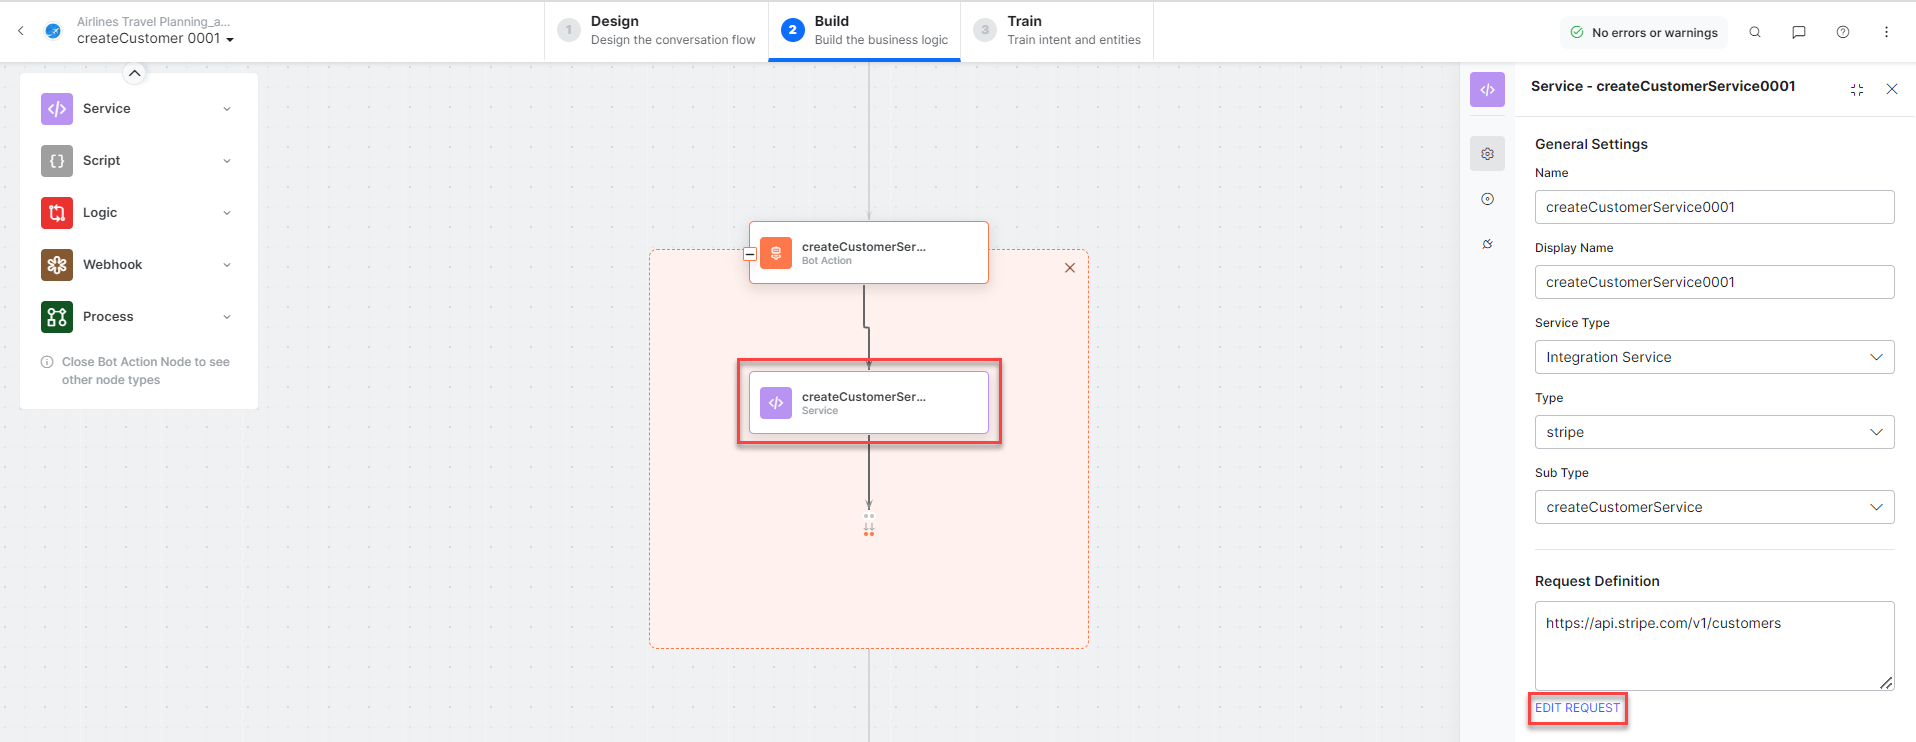 Airlines Travel Planning_a...
createCustomer 0001
1
Design
Design the conversation flow
2
Build
Build the business logic
3
Train
Train intent and entities
No errors or warnings
Service
Script
Logic
Webhook
Process
Close Bot Action Node to see
other node types
createCustomerSer...
Bot Action
createCustomerSer...
Service
Service - createCustomerService0001
General Settings
Name
createCustomerService0001
Display Name
createCustomerService0001
Service Type
Integration Service
Type
stripe
Sub Type
createCustomerService
Request Definition
https://api.stripe.com/v1/customers
EDIT REQUEST